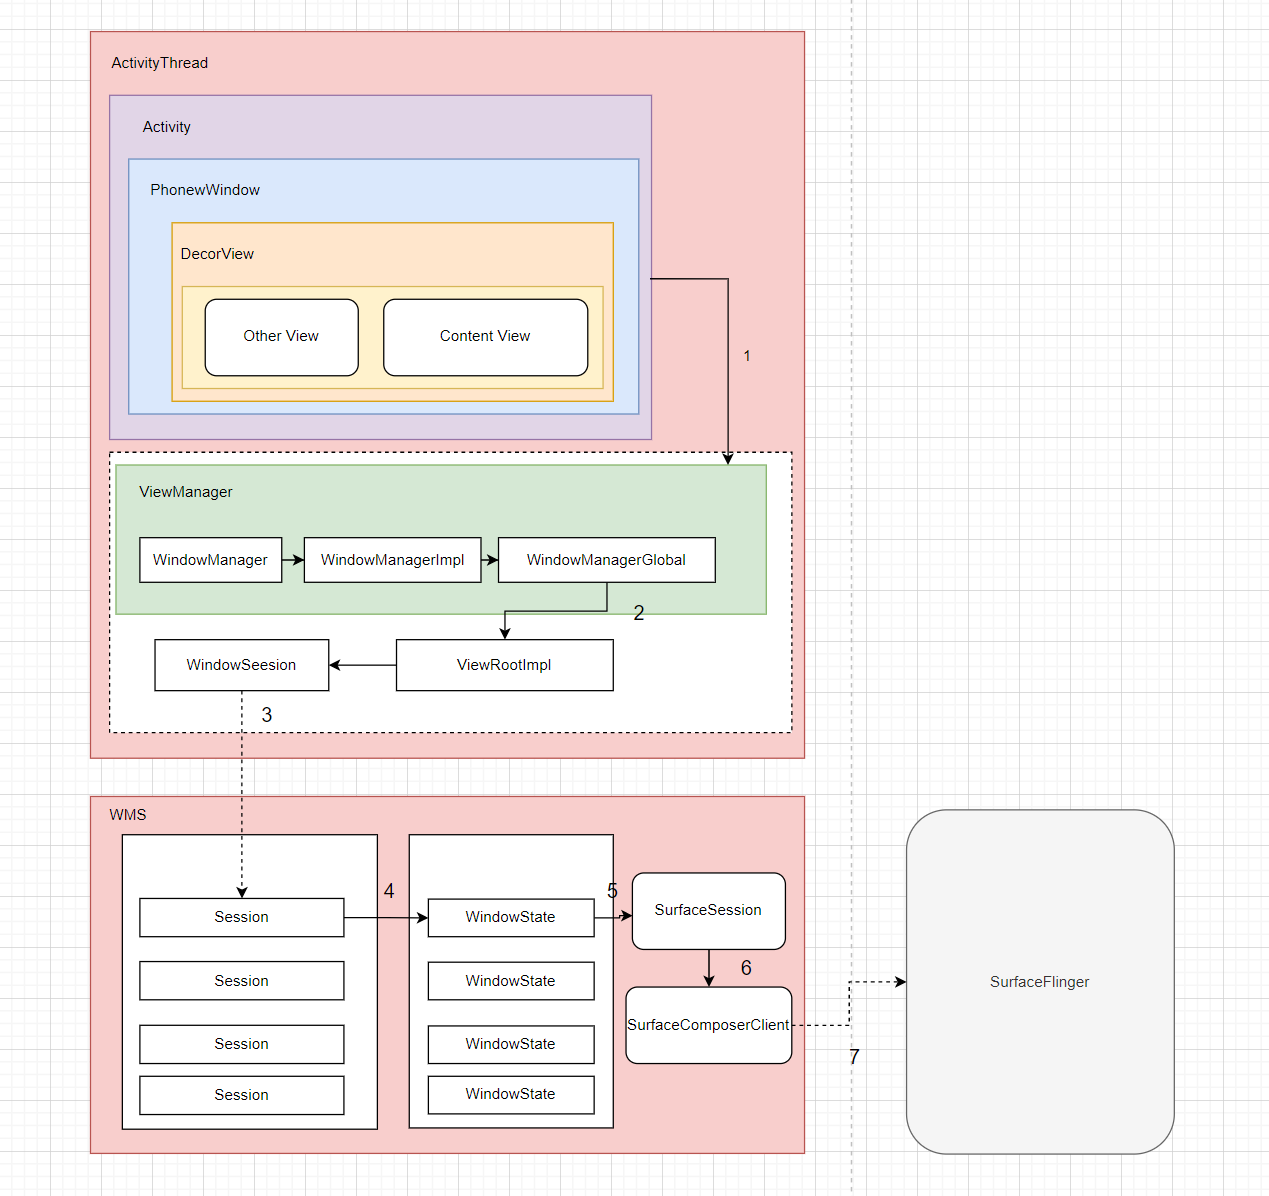 ActivityThread
Activity
PhonewWindow
DecorView
Other View
Content View
1
ViewManager
WindowManager
WindowManagerImpl
WindowManagerGlobal
2
WindowSeesion
ViewRootImpl
3
WMS
4
5
Session
WindowState
SurfaceSession
6
Session
WindowState
SurfaceFlinger
SurfaceComposerClient
Session
WindowState
7
Session
WindowState